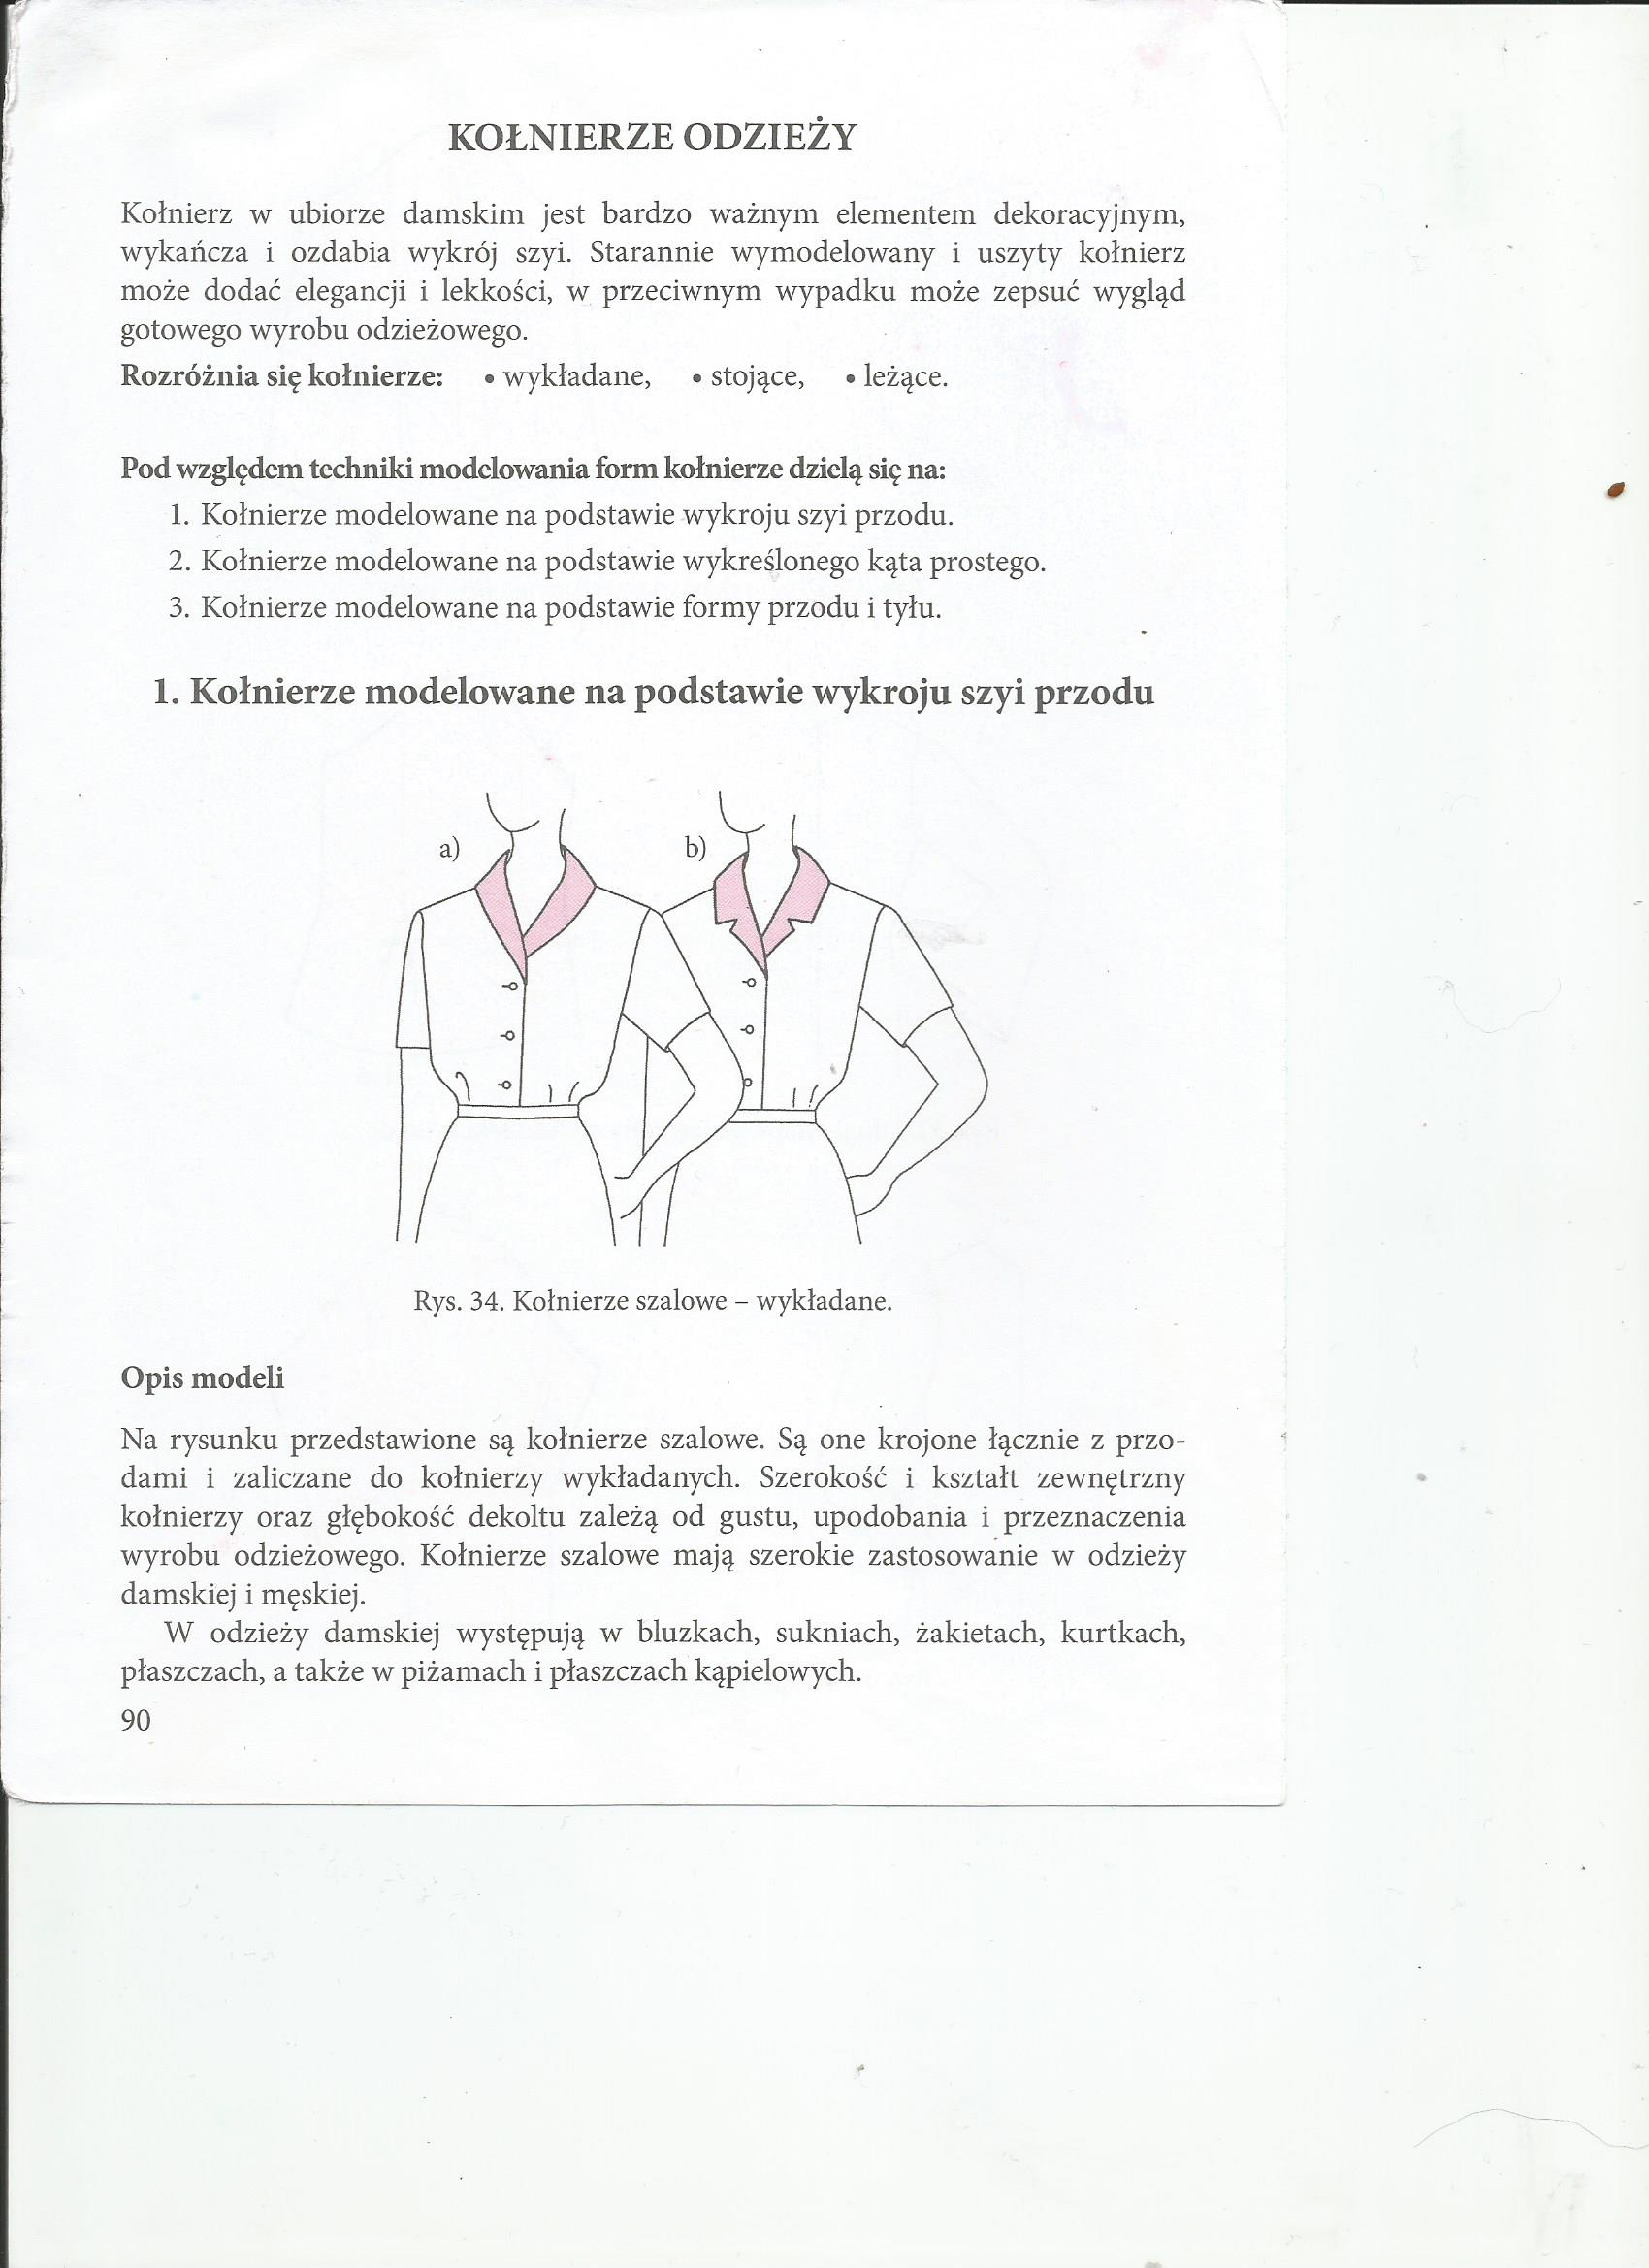 KOŁNIERZE ODZIEŻY
Kołnierz w ubiorze damskim jest bardzo ważnym elementem dekoracyjnym,
wykańcza i ozdabia wykrój szyi. Starannie wymodelowany i uszyty kołnierz
może dodać elegancji i lekkości, w przeciwnym wypadku może zepsuć wygląd
gotowego wyrobu odzieżowego.
Rozróżnia się kołnierze: • wykładane, • stojące, • leżące.
Pod względem techniki modelowania form kołnierze dzielą się na:
1. Kołnierze modelowane na podstawie wykroju szyi przodu.
2. Kołnierze modelowane na podstawie wykreślonego kąta prostego.
3. Kołnierze modelowane na podstawie formy przodu i tyłu.
1. Kołnierze modelowane na podstawie wykroju szyi przodu
a) b)
Rys. 34. Kołnierze szalowe – wykładane.
Opis modeli
Na rysunku przedstawione są kołnierze szalowe. Są one krojone łącznie z przo-
dami i zaliczane do kołnierzy wykładanych. Szerokość i kształt zewnętrzny
kołnierzy oraz głębokość dekoltu zależą od gustu, upodobania i przeznaczenia
wyrobu odzieżowego. Kołnierze szalowe mają szerokie zastosowanie w odzieży
damskiej i męskiej.
W odzieży damskiej występują w bluzkach, sukniach, żakietach, kurtkach,
płaszczach, a także w piżamach i płaszczach kąpielowych.
90